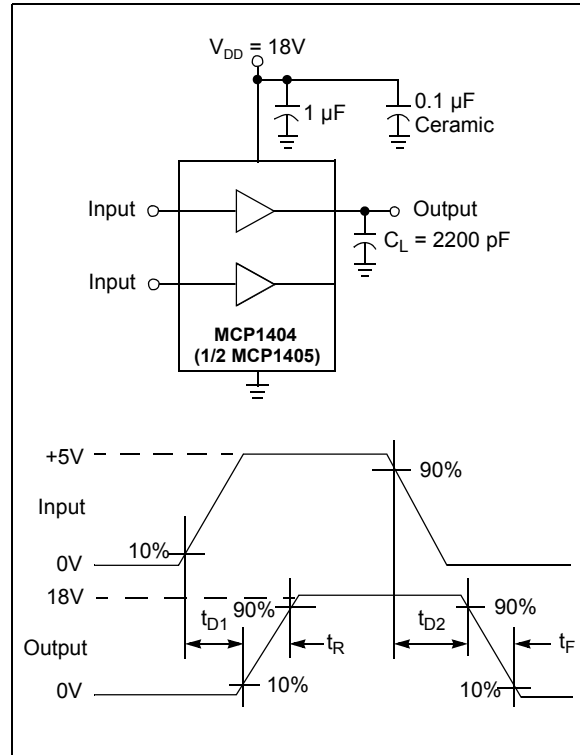 V_DD = 18V
1 µF
0.1 µF
Ceramic
Input
Output
C_L = 2200 pF
Input
MCP1404
(1/2 MCP1405)
+5V
90%
Input
10%
0V
18V
90%
t_D1
t_R
t_D2
90%
t_F
Output
10%
10%
0V